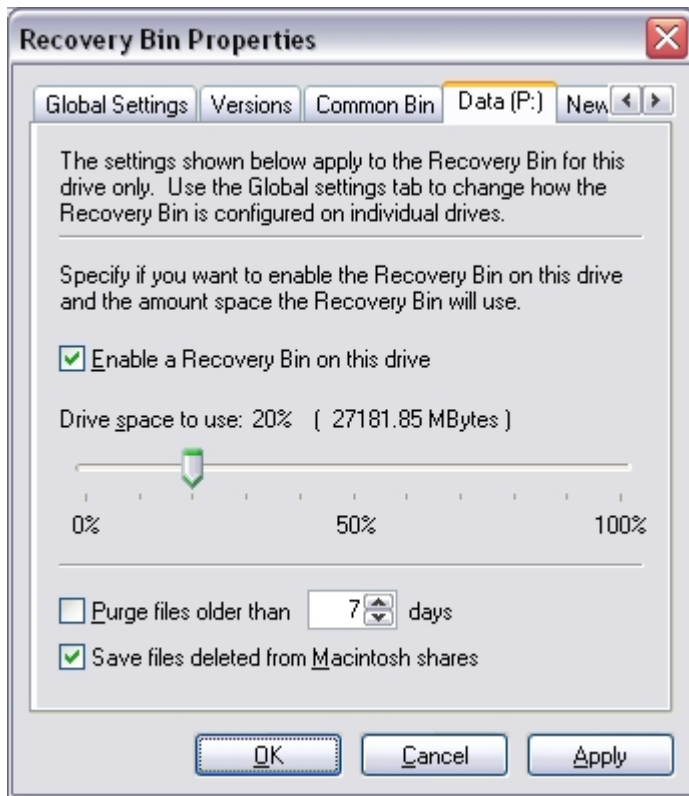 Recovery Bin Properties
Global Settings Versions Common Bin Data (P:) New
The settings shown below apply to the Recovery Bin for this
drive only. Use the Global settings tab to change how the
Recovery Bin is configured on individual drives.
Specify if you want to enable the Recovery Bin on this drive
and the amount space the Recovery Bin will use.
Enable a Recovery Bin on this drive
Drive space to use: 20% ( 27181.85 MBytes )
0% 50% 100%
Purge files older than 7 days
Save files deleted from Macintosh shares
OK Cancel Apply